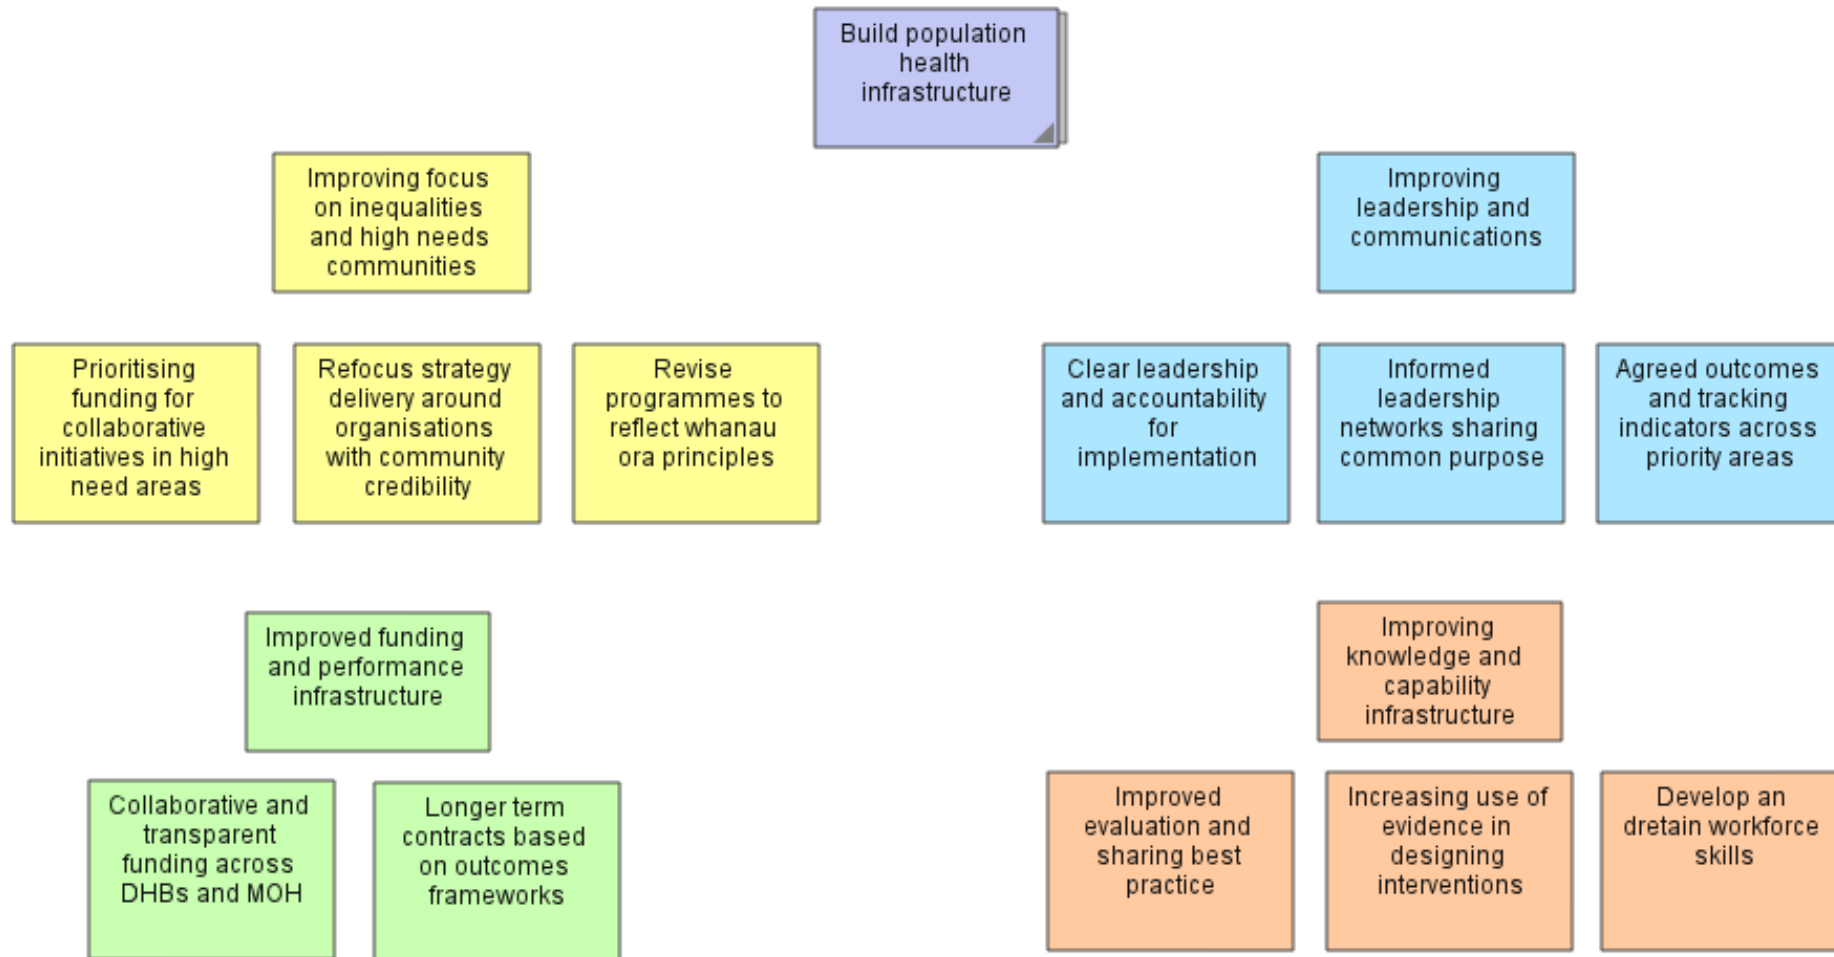 Build population
health
infrastructure
Improving focus
on inequalities
and high needs
communities
Improving
leadership and
communications
Prioritising
funding for
collaborative
initiatives in high
need areas
Refocus strategy
delivery around
organisations
with community
credibility
Revise
programmes to
reflect whanau
ora principles
Clear leadership
and accountability
for
implementation
Informed
leadership
networks sharing
common purpose
Agreed outcomes
and tracking
indicators across
priority areas
Improved funding
and performance
infrastructure
Improving
knowledge and
capability
infrastructure
Collaborative and
transparent
funding across
DHBs and MOH
Longer term
contracts based
on outcomes
frameworks
Improved
evaluation and
sharing best
practice
Increasing use of
evidence in
designing
interventions
Develop an
dretain workforce
skills